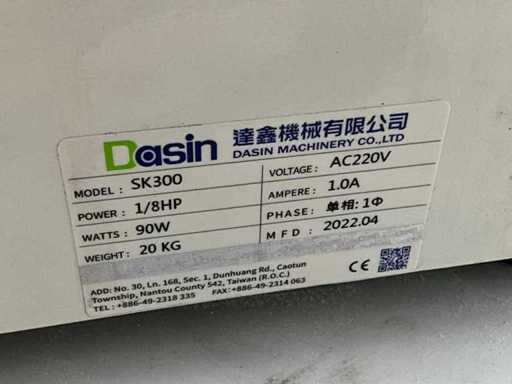 Dasin 達鑫機械有限公司
DASIN MACHINERY CO.,LTD
MODEL : SK300 VOLTAGE : AC220V
POWER : 1/8HP AMPERE : 1.0A
WATTS : 90W PHASE : 单相:1Φ
WEIGHT : 20 KG MFD : 2022.04
ADD: No. 30, Ln. 168, Sec. 1, Dunhuang Rd., Caotun
Township, Nantou County 542, Taiwan (R.O.C.)
TEL : +886-49-2318 335 FAX : +886-49-2314 063
CE